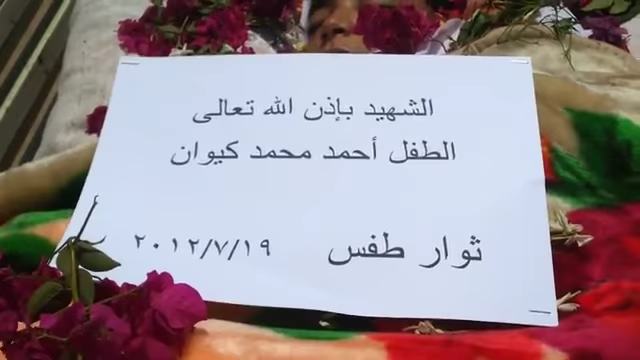 الشهيد بإذن الله تعالى
الطفل أحمد محمد كيوان
ثوار طفس ٢٠١٢/٧/١٩